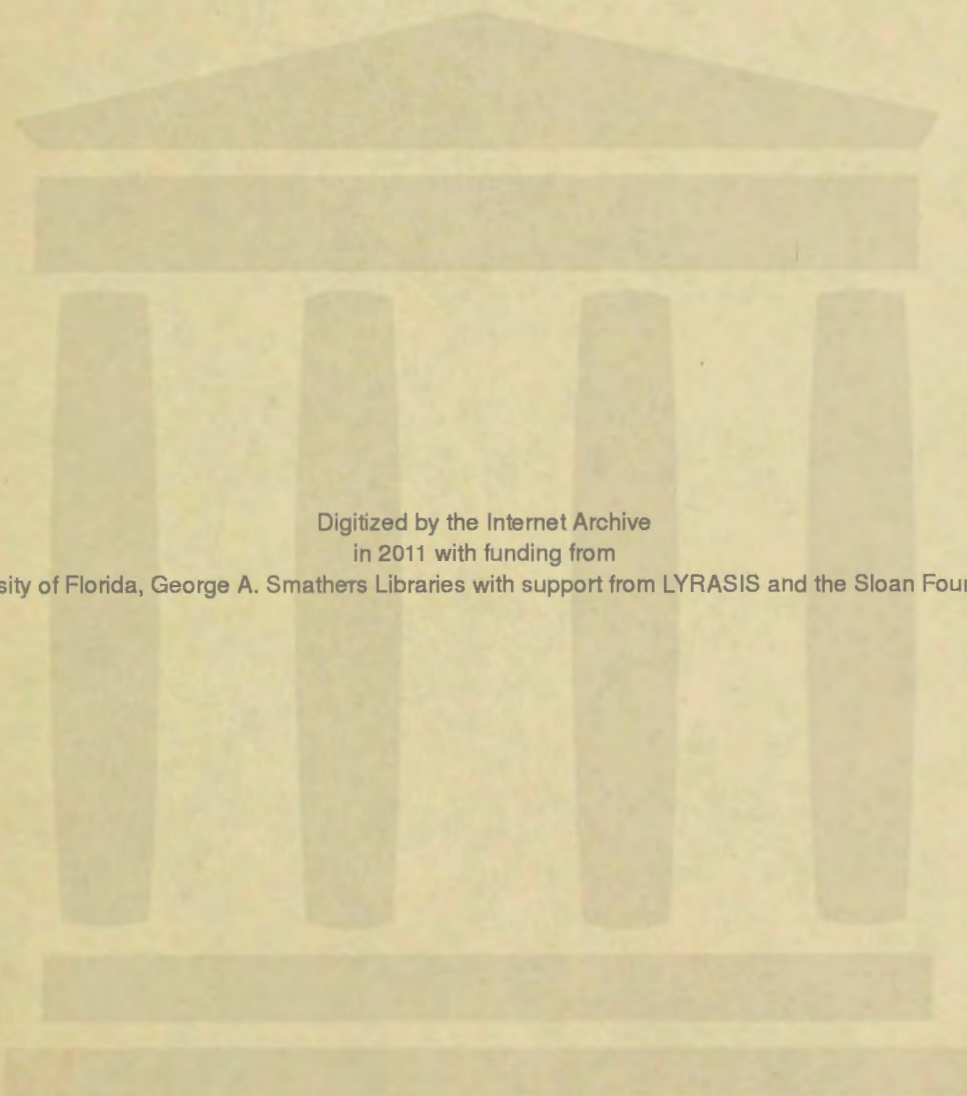 Digitized by the Internet Archive
in 2011 with funding from
sity of Florida, George A. Smathers Libraries with support from LYRASIS and the Sloan Foun